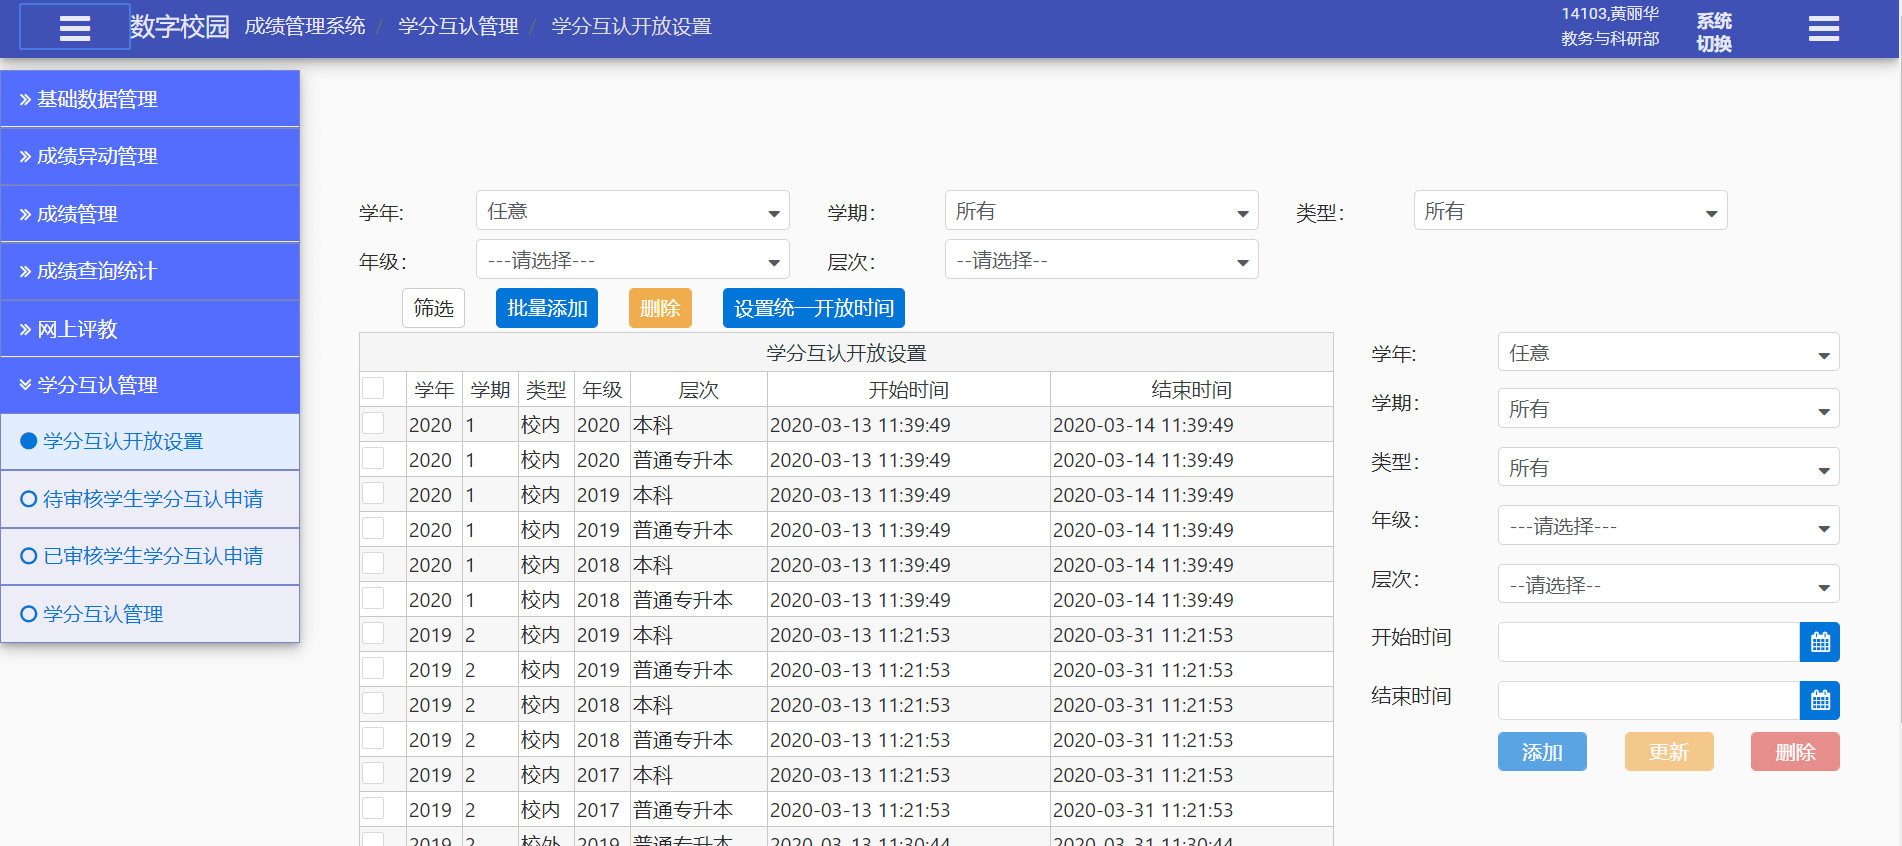 数字校园 成绩管理系统 / 学分互认管理 / 学分互认开放设置
14103,黄丽华
教务与科研部
系统
切换
基础数据管理
成绩异动管理
成绩管理
成绩查询统计
网上评教
学分互认管理
学分互认开放设置
待审核学生学分互认申请
已审核学生学分互认申请
学分互认管理
学年: 任意 学期: 所有 类型: 所有
年级: ---请选择--- 层次: --请选择--
筛选 批量添加 删除 设置统一开放时间
学分互认开放设置
学年 学期 类型 年级 层次 开始时间 结束时间
2020 1 校内 2020 本科 2020-03-13 11:39:49 2020-03-14 11:39:49
2020 1 校内 2020 普通专升本 2020-03-13 11:39:49 2020-03-14 11:39:49
2020 1 校内 2019 本科 2020-03-13 11:39:49 2020-03-14 11:39:49
2020 1 校内 2019 普通专升本 2020-03-13 11:39:49 2020-03-14 11:39:49
2020 1 校内 2018 本科 2020-03-13 11:39:49 2020-03-14 11:39:49
2020 1 校内 2018 普通专升本 2020-03-13 11:39:49 2020-03-14 11:39:49
2019 2 校内 2019 本科 2020-03-13 11:21:53 2020-03-31 11:21:53
2019 2 校内 2019 普通专升本 2020-03-13 11:21:53 2020-03-31 11:21:53
2019 2 校内 2018 本科 2020-03-13 11:21:53 2020-03-31 11:21:53
2019 2 校内 2018 普通专升本 2020-03-13 11:21:53 2020-03-31 11:21:53
2019 2 校内 2017 本科 2020-03-13 11:21:53 2020-03-31 11:21:53
2019 2 校内 2017 普通专升本 2020-03-13 11:21:53 2020-03-31 11:21:53
2019 2 校外 2019 普通专升本 2020-03-13 11:30:44 2020-03-31 11:30:44
学年: 任意
学期: 所有
类型: 所有
年级: ---请选择---
层次: --请选择--
开始时间
结束时间
添加 更新 删除